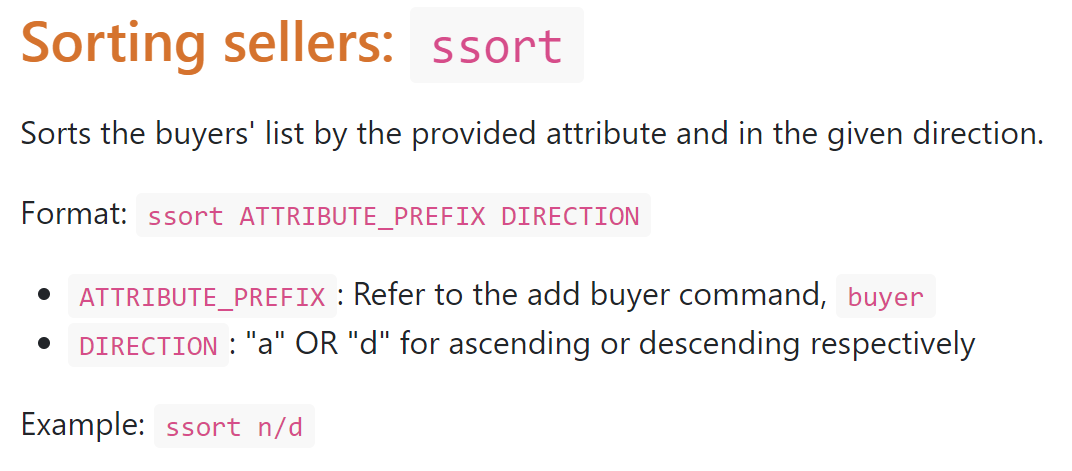 Sorting sellers: ssort
Sorts the buyers' list by the provided attribute and in the given direction.
Format: ssort ATTRIBUTE_PREFIX DIRECTION
ATTRIBUTE_PREFIX : Refer to the add buyer command, buyer
DIRECTION : "a" OR "d" for ascending or descending respectively
Example: ssort n/d